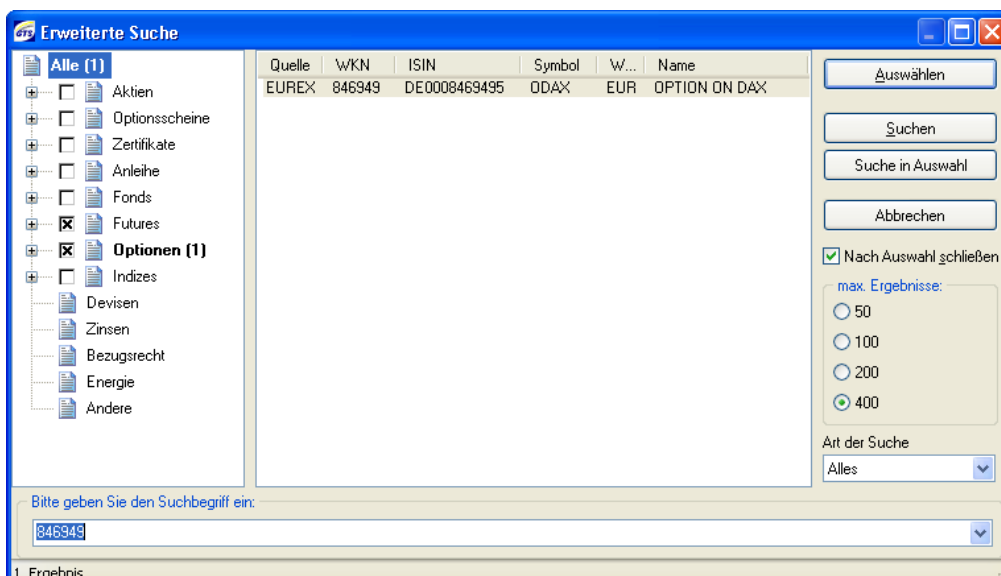 GTS Erweiterte Suche
Alle (1)
Aktien
Optionsscheine
Zertifikate
Anleihe
Fonds
Futures
Optionen (1)
Indizes
Devisen
Zinsen
Bezugsrecht
Energie
Andere
Quelle WKN ISIN Symbol W... Name
EUREX 846949 DE0008469495 ODAX EUR OPTION ON DAX
Auswählen
Suchen
Suche in Auswahl
Abbrechen
Nach Auswahl schließen
max. Ergebnisse:
50
100
200
400
Art der Suche
Alles
Bitte geben Sie den Suchbegriff ein:
846949
1 Ergebnis